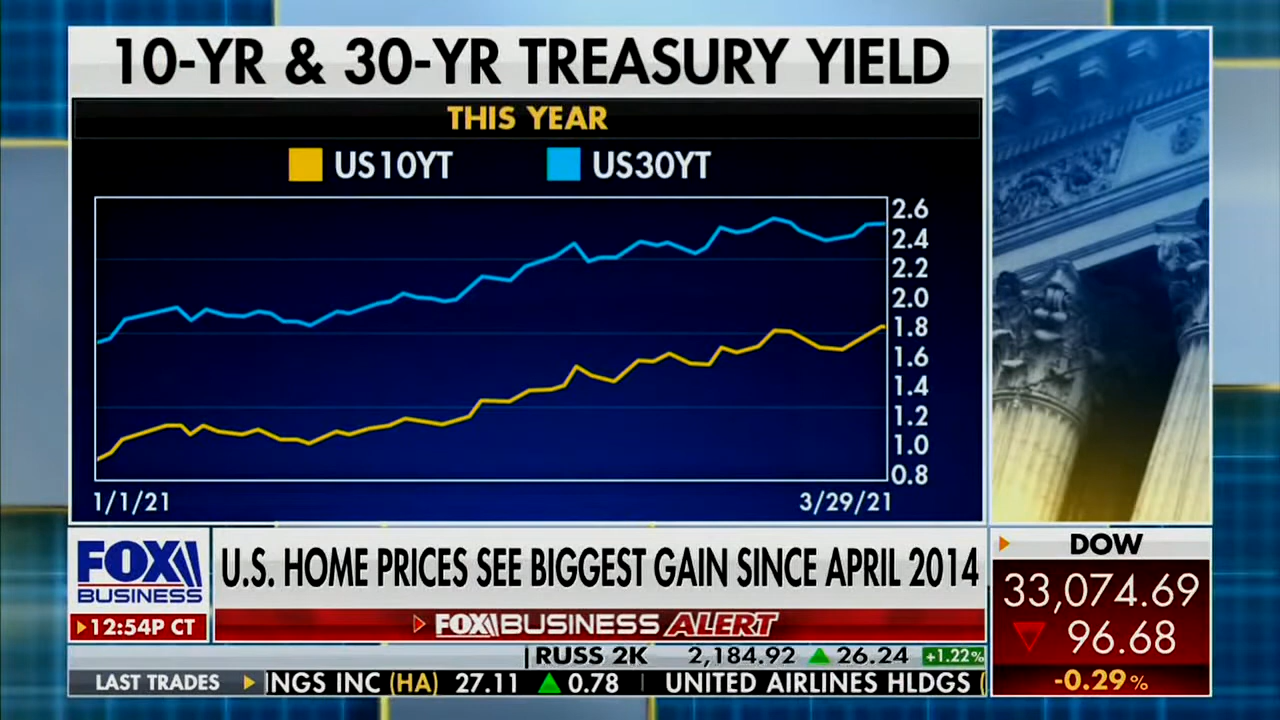 10-YR & 30-YR TREASURY YIELD
THIS YEAR
US10YT US30YT
2.6
2.4
2.2
2.0
1.8
1.6
1.4
1.2
1.0
0.8
1/1/21 3/29/21
FOX
BUSINESS
12:54P CT
U.S. HOME PRICES SEE BIGGEST GAIN SINCE APRIL 2014
FOX BUSINESS ALERT
RUSS 2K 2,184.92 26.24 +1.22%
LAST TRADES INGS INC (HA) 27.11 0.78 UNITED AIRLINES HLDGS (
DOW
33,074.69
96.68
-0.29%